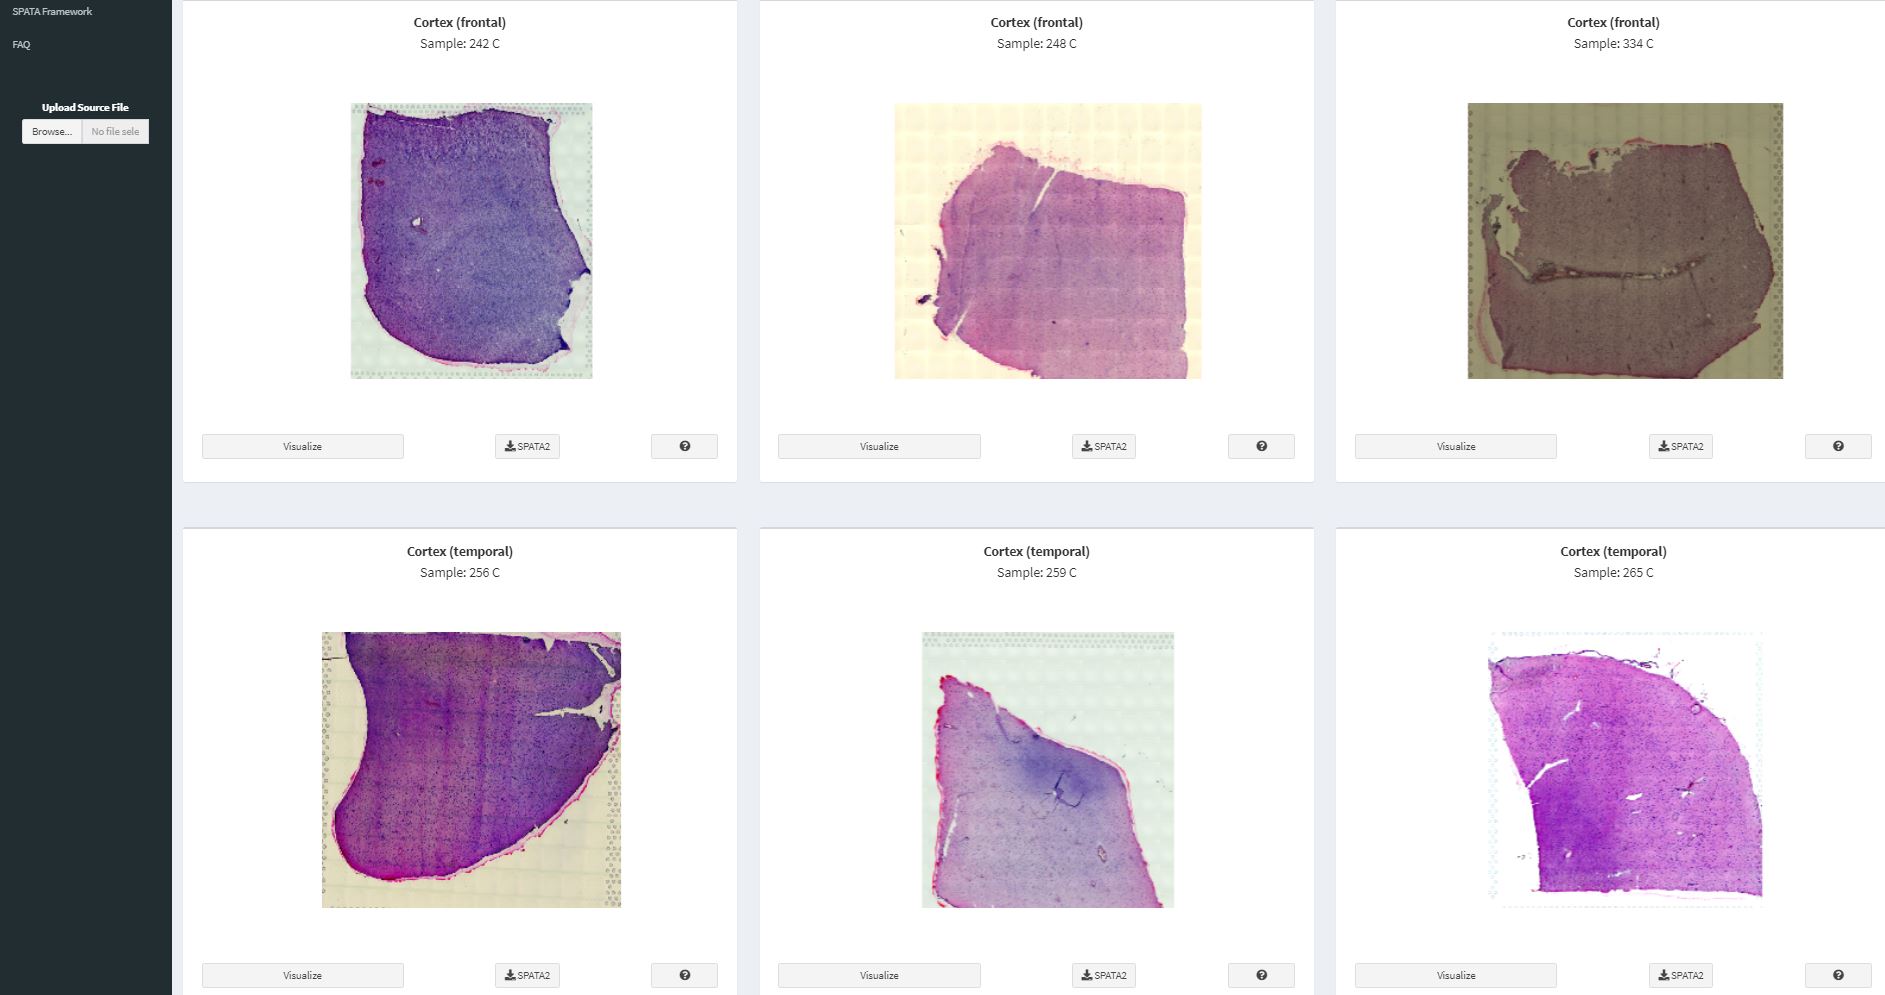 SPATA Framework
FAQ
Upload Source File
Browse... No file sele
Cortex (frontal)
Sample: 242 C
Visualize
SPATA2
Cortex (frontal)
Sample: 248 C
Visualize
SPATA2
Cortex (frontal)
Sample: 334 C
Visualize
SPATA2
Cortex (temporal)
Sample: 256 C
Visualize
SPATA2
Cortex (temporal)
Sample: 259 C
Visualize
SPATA2
Cortex (temporal)
Sample: 265 C
Visualize
SPATA2